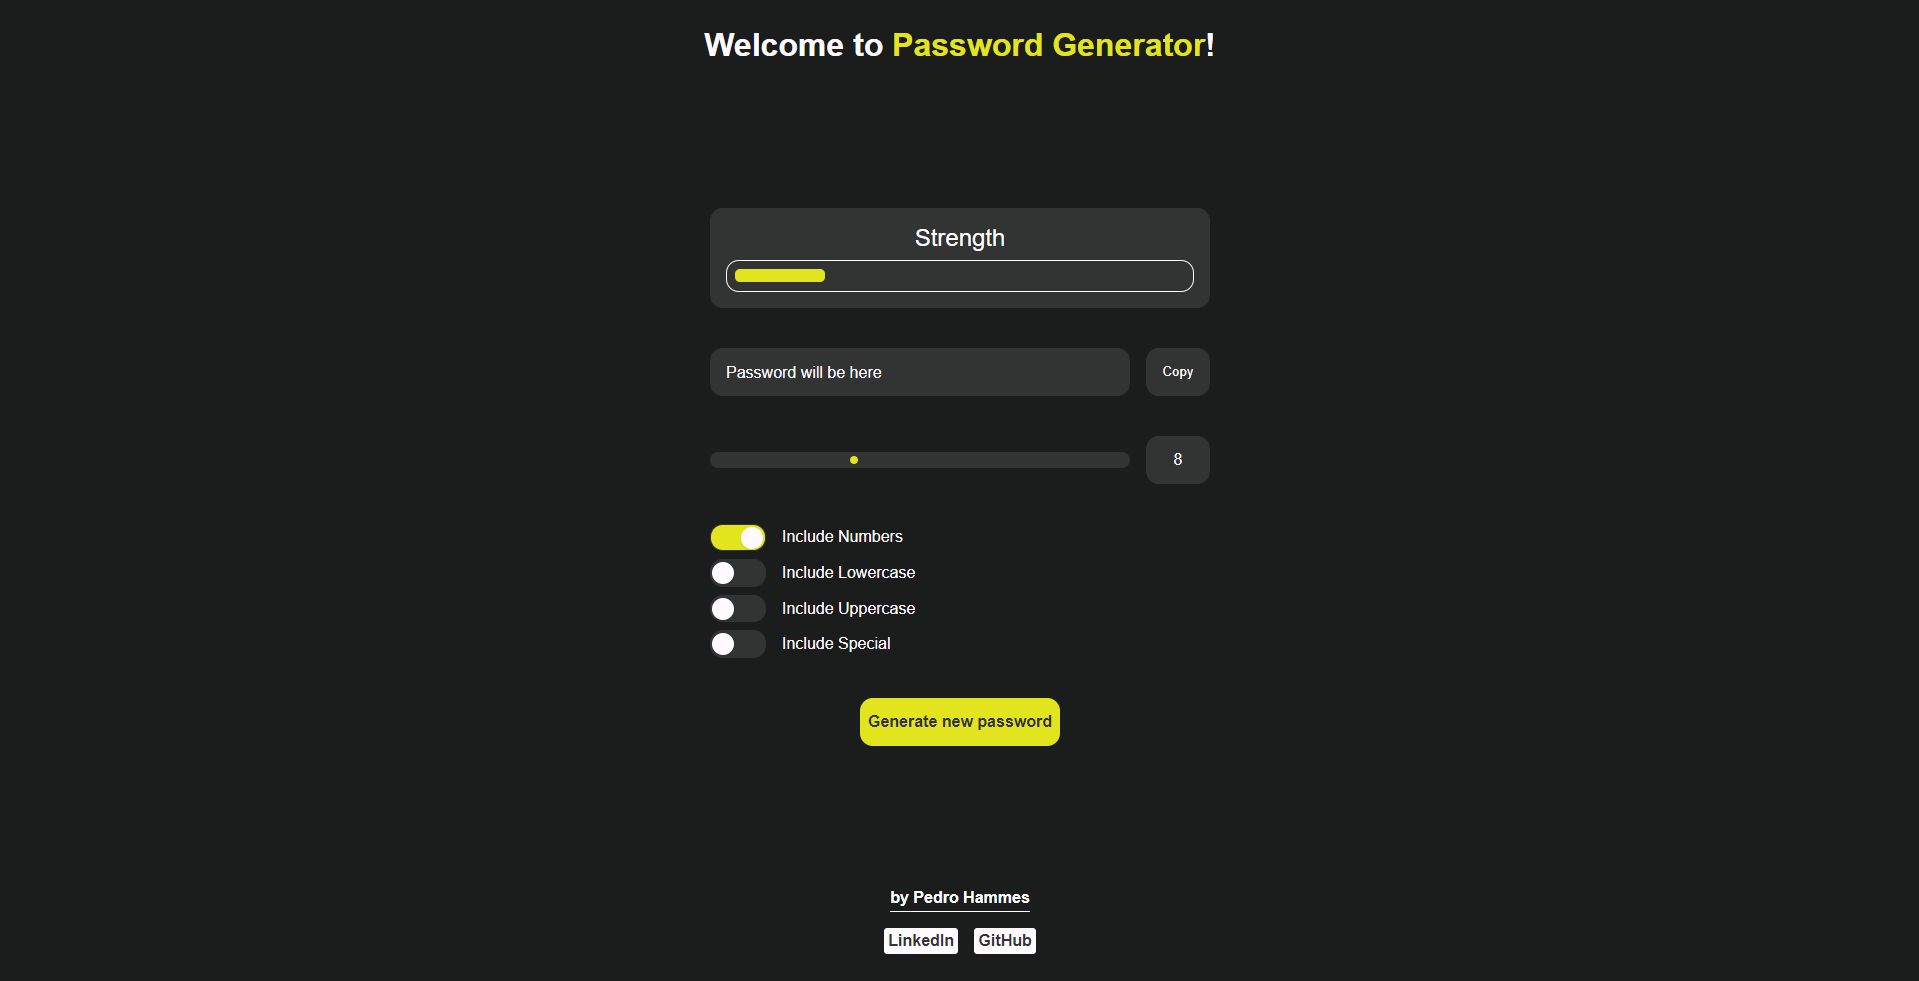 Welcome to Password Generator!
Strength
Password will be here
Copy
8
Include Numbers
Include Lowercase
Include Uppercase
Include Special
Generate new password
by Pedro Hammes
LinkedIn GitHub